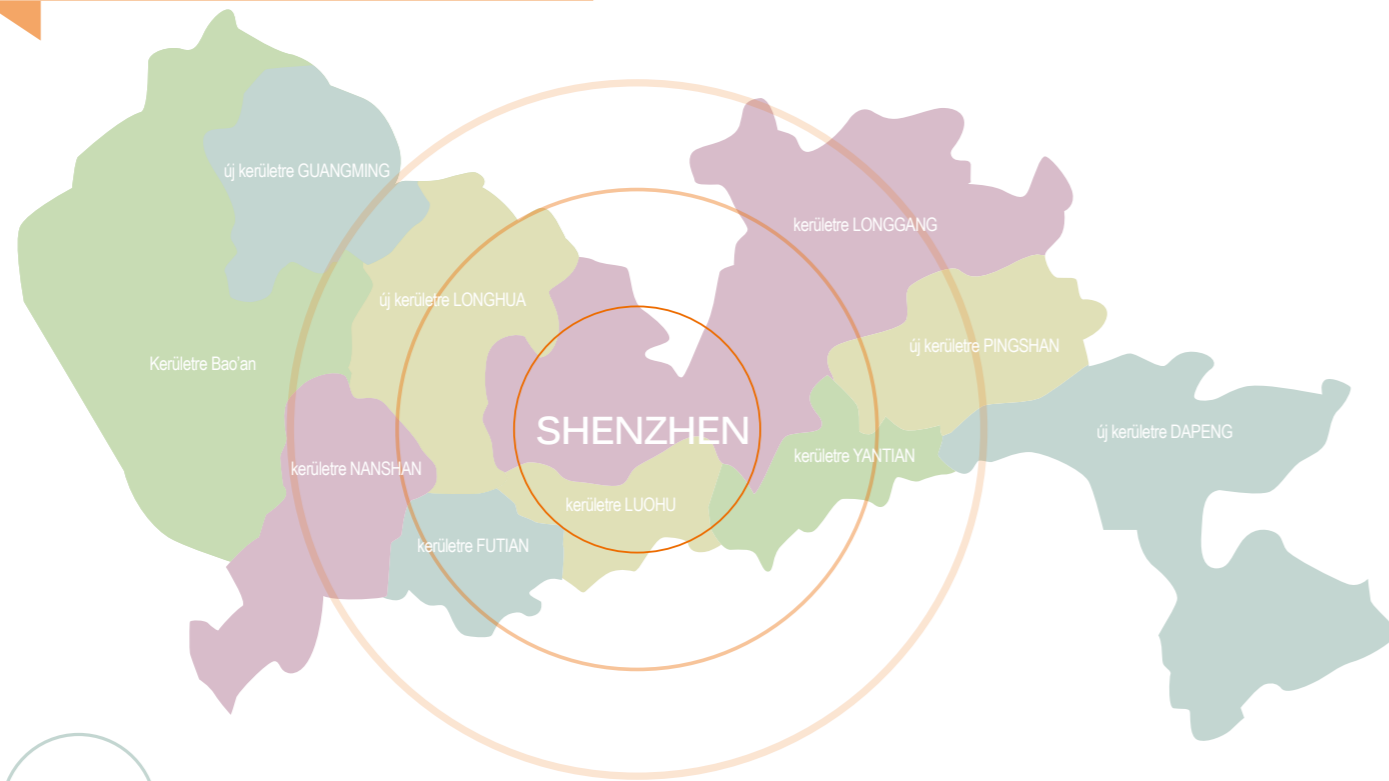 új kerületre GUANGMING
kerületre LONGGANG
új kerületre LONGHUA
új kerületre PINGSHAN
Kerületre Bao’an
SHENZHEN
új kerületre DAPENG
kerületre YANTIAN
kerületre NANSHAN
kerületre LUOHU
kerületre FUTIAN